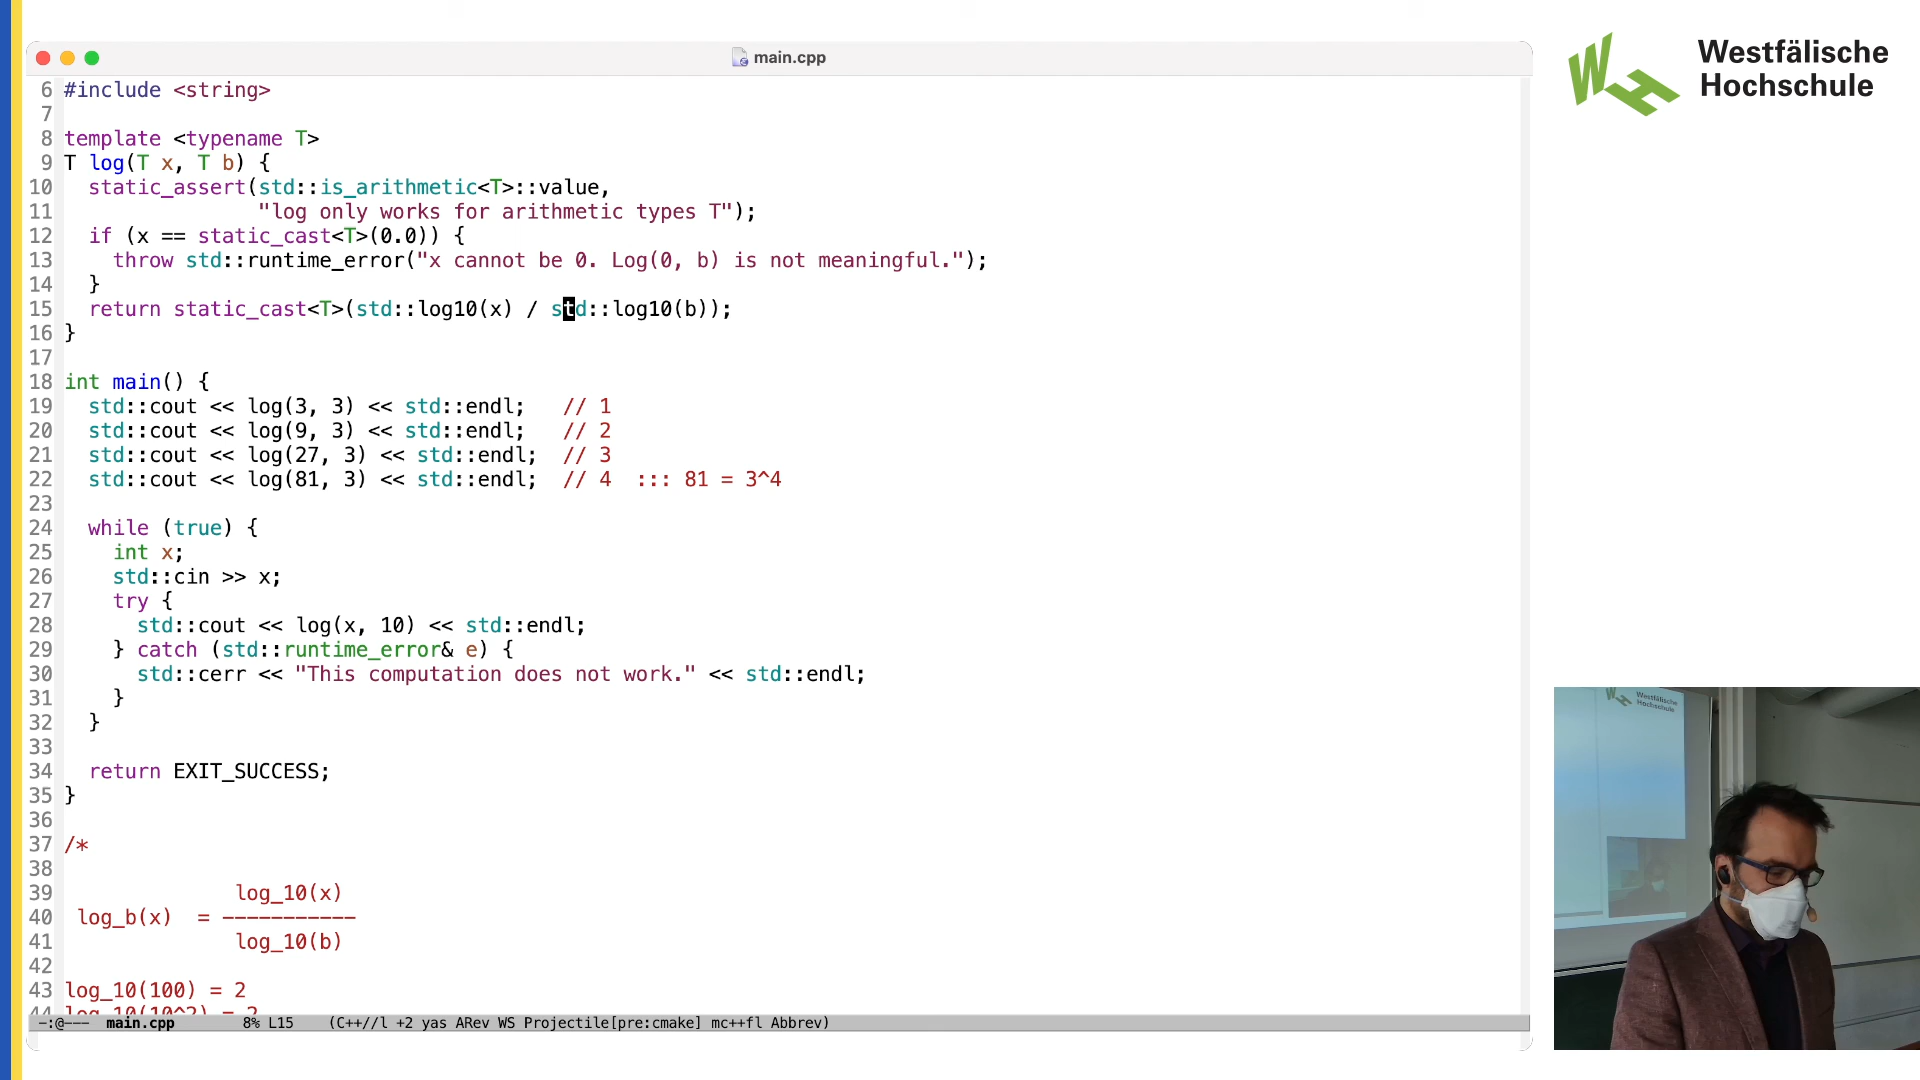 main.cpp
6 #include <string>
7
8 template <typename T>
9 T log(T x, T b) {
10   static_assert(std::is_arithmetic<T>::value,
11                 "log only works for arithmetic types T");
12   if (x == static_cast<T>(0.0)) {
13     throw std::runtime_error("x cannot be 0. Log(0, b) is not meaningful.");
14   }
15   return static_cast<T>(std::log10(x) / std::log10(b));
16 }
17
18 int main() {
19   std::cout << log(3, 3) << std::endl;   // 1
20   std::cout << log(9, 3) << std::endl;   // 2
21   std::cout << log(27, 3) << std::endl;  // 3
22   std::cout << log(81, 3) << std::endl;  // 4  ::: 81 = 3^4
23
24   while (true) {
25     int x;
26     std::cin >> x;
27     try {
28       std::cout << log(x, 10) << std::endl;
29     } catch (std::runtime_error& e) {
30       std::cerr << "This computation does not work." << std::endl;
31     }
32   }
33
34   return EXIT_SUCCESS;
35 }
36
37 /*
38
39               log_10(x)
40  log_b(x)  = -----------
41               log_10(b)
42
43 log_10(100) = 2
44 log_10(10^2) = 2
-:@---  main.cpp      8% L15   (C++//l +2 yas ARev WS Projectile[pre:cmake] mc++fl Abbrev)
Westfälische
Hochschule
Westfälische
Hochschule